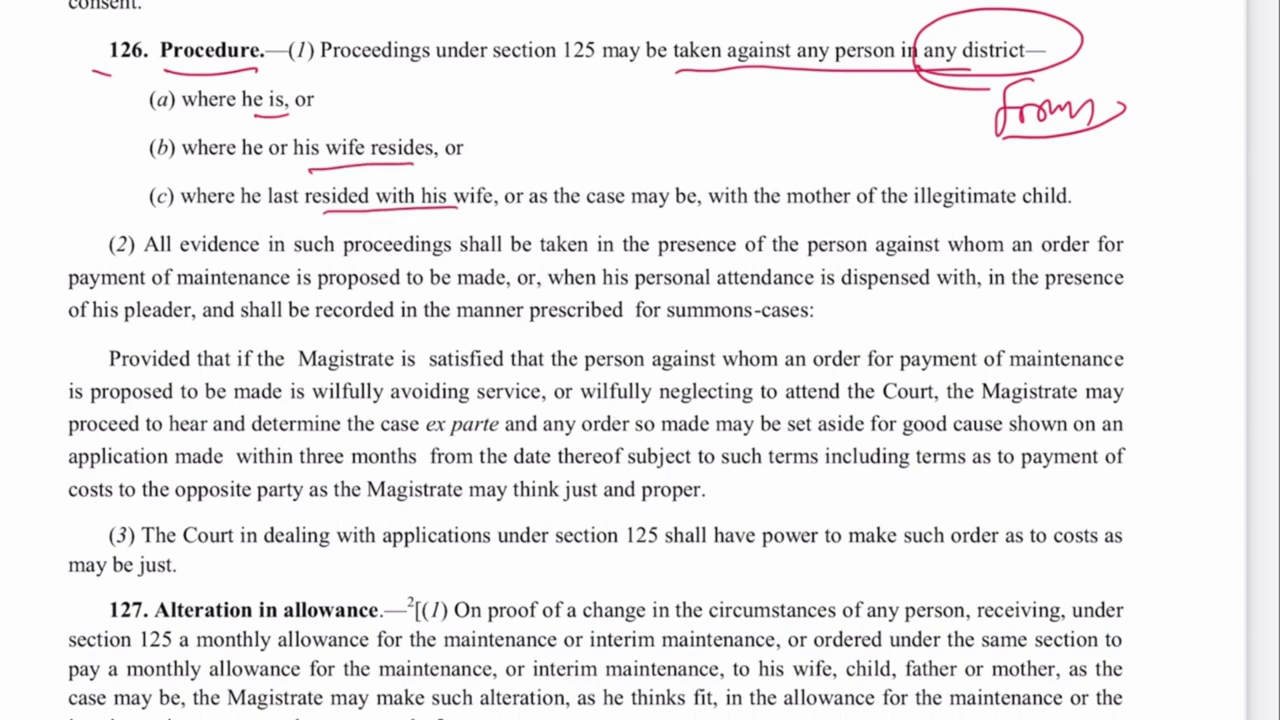 consent.
126. Procedure.—(1) Proceedings under section 125 may be taken against any person in any district—
(a) where he is, or
(b) where he or his wife resides, or
(c) where he last resided with his wife, or as the case may be, with the mother of the illegitimate child.
(2) All evidence in such proceedings shall be taken in the presence of the person against whom an order for
payment of maintenance is proposed to be made, or, when his personal attendance is dispensed with, in the presence
of his pleader, and shall be recorded in the manner prescribed for summons-cases:
Provided that if the Magistrate is satisfied that the person against whom an order for payment of maintenance
is proposed to be made is wilfully avoiding service, or wilfully neglecting to attend the Court, the Magistrate may
proceed to hear and determine the case ex parte and any order so made may be set aside for good cause shown on an
application made within three months from the date thereof subject to such terms including terms as to payment of
costs to the opposite party as the Magistrate may think just and proper.
(3) The Court in dealing with applications under section 125 shall have power to make such order as to costs as
may be just.
127. Alteration in allowance.—2[(1) On proof of a change in the circumstances of any person, receiving, under
section 125 a monthly allowance for the maintenance or interim maintenance, or ordered under the same section to
pay a monthly allowance for the maintenance, or interim maintenance, to his wife, child, father or mother, as the
case may be, the Magistrate may make such alteration, as he thinks fit, in the allowance for the maintenance or the